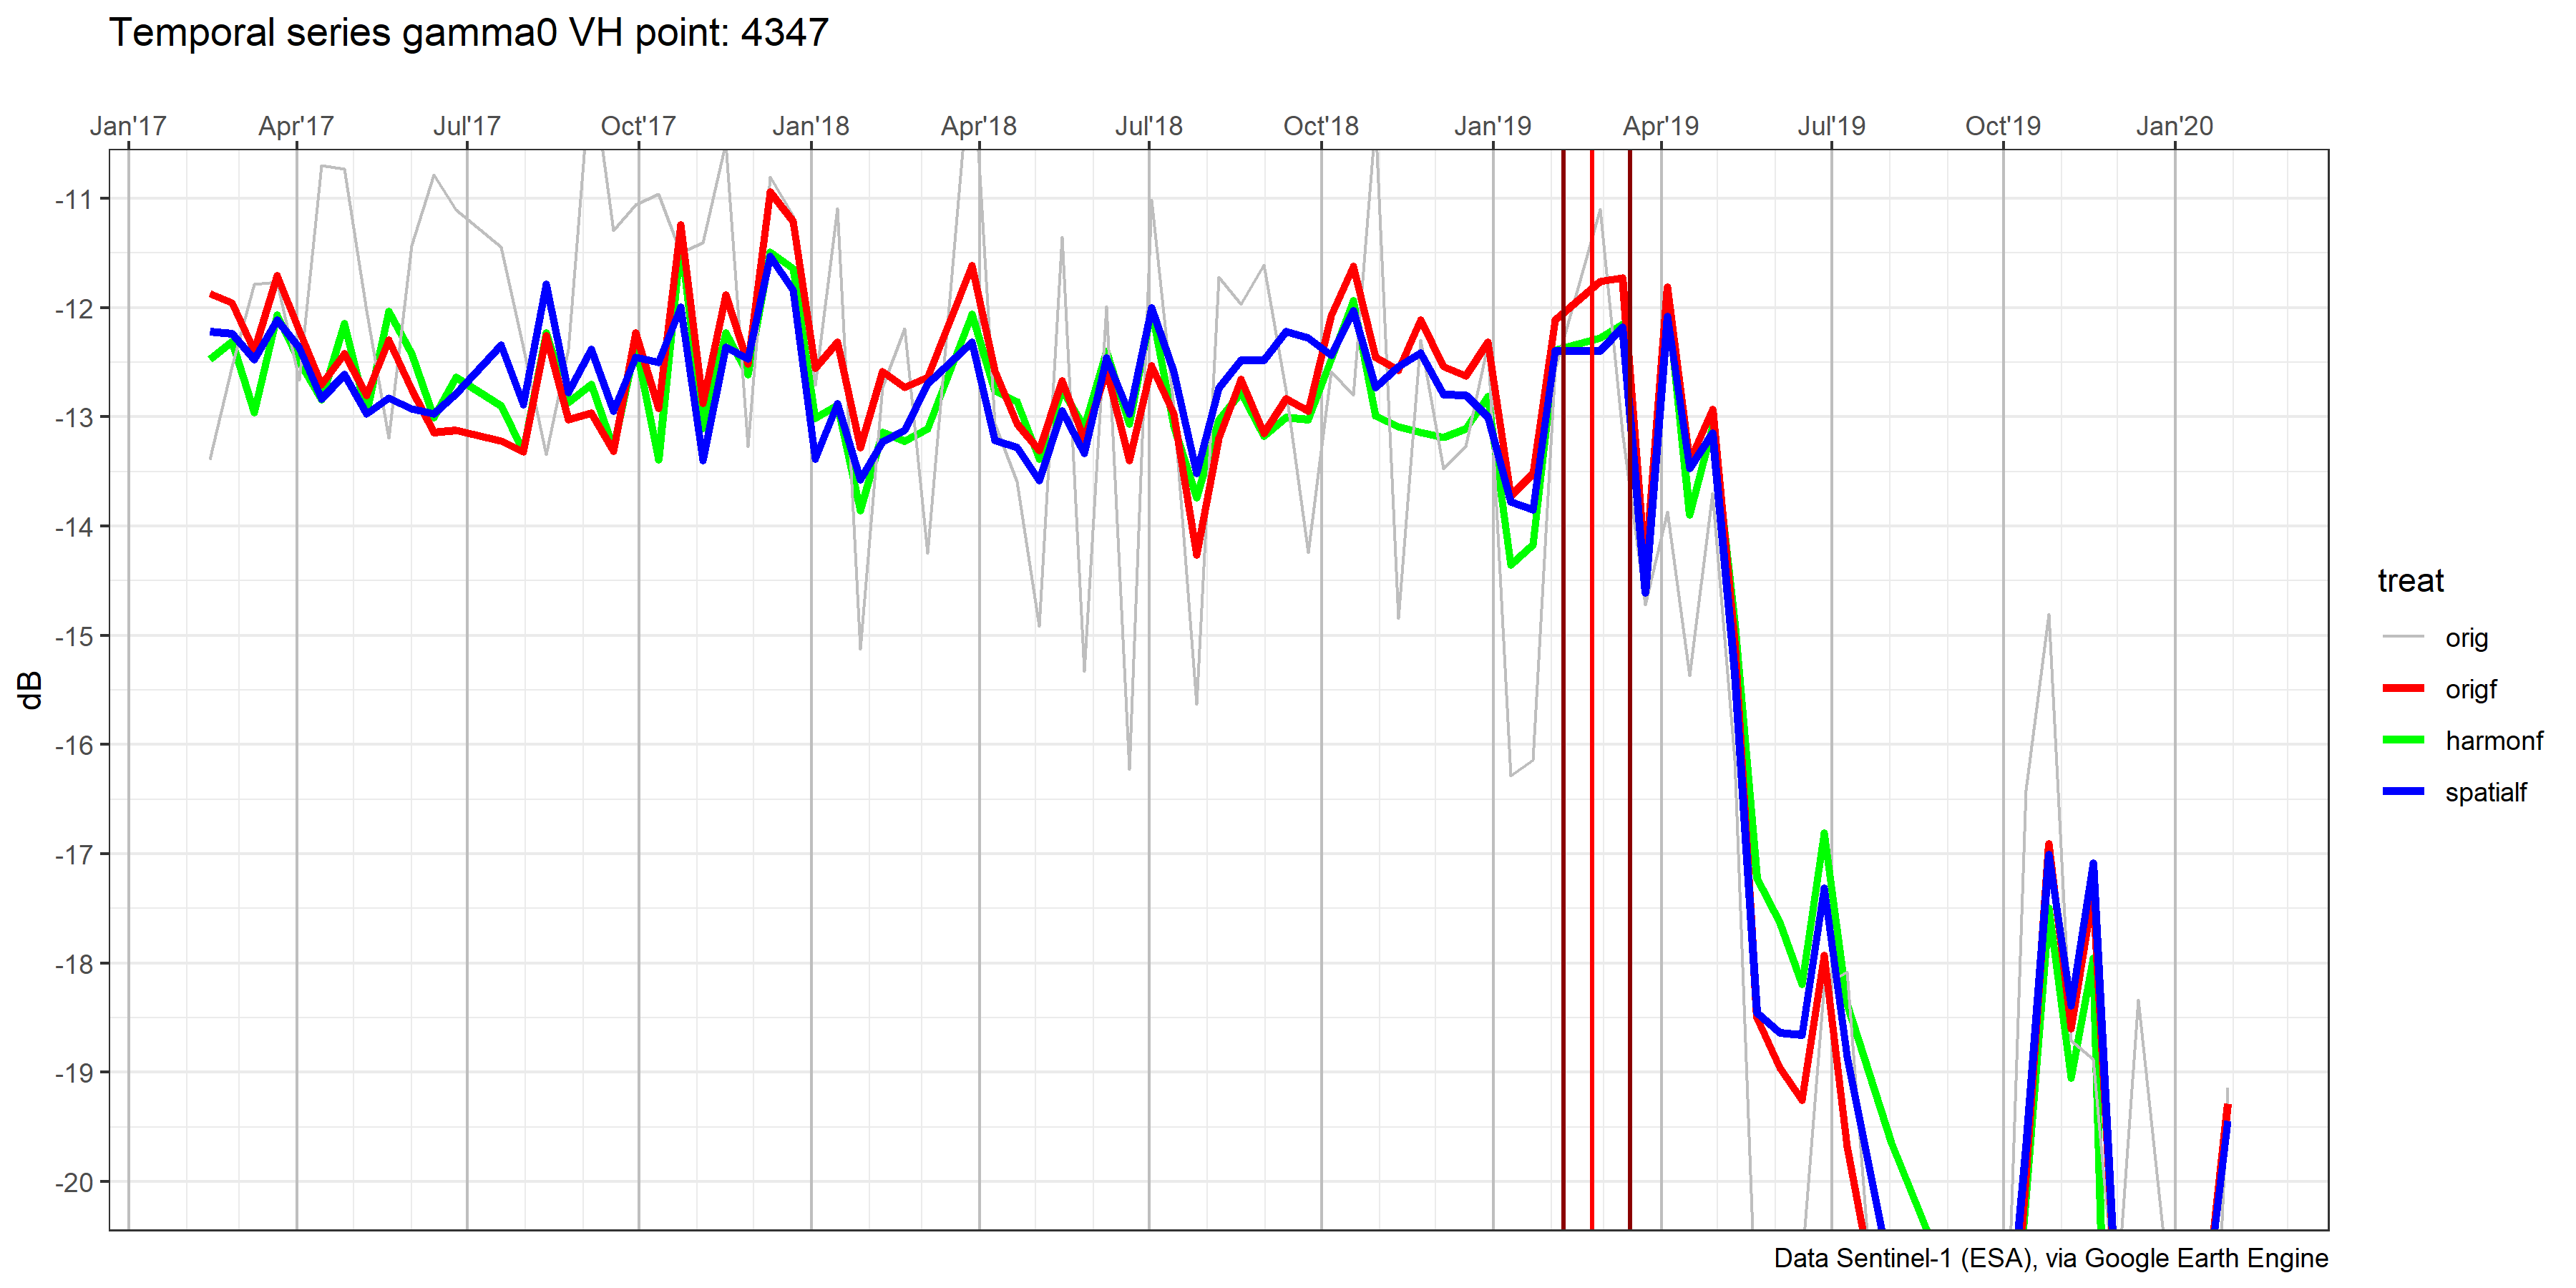 Temporal series gamma0 VH point: 4347
Jan'17 Apr'17 Jul'17 Oct'17 Jan'18 Apr'18 Jul'18 Oct'18 Jan'19 Apr'19 Jul'19 Oct'19 Jan'20
-11
-12
-13
-14
-15
-16
-17
-18
-19
-20
dB
treat
orig
origf
harmonf
spatialf
Data Sentinel-1 (ESA), via Google Earth Engine